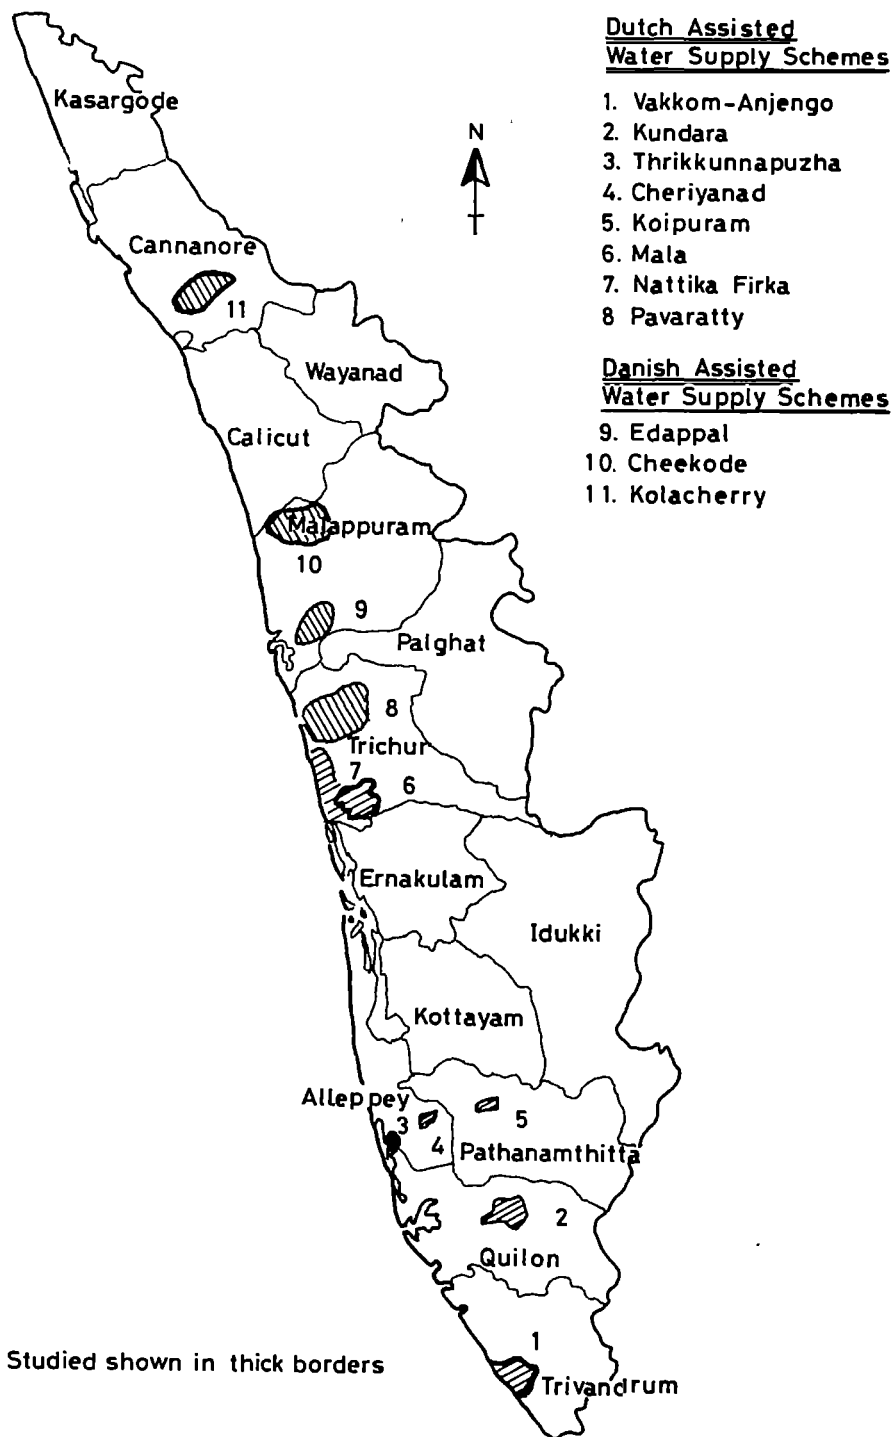 Dutch Assisted
Water Supply Schemes
1. Vakkom-Anjengo
2. Kundara
3. Thrikkunnapuzha
4. Cheriyanad
5. Koipuram
6. Mala
7. Nattika Firka
8 Pavaratty
Danish Assisted
Water Supply Schemes
9. Edappal
10. Cheekode
11. Kolacherry
N
Kasargode
Cannanore
11
Wayanad
Calicut
Malappuram
10
9
Palghat
8
Trichur
7
6
Ernakulam
Idukki
Kottayam
Alleppey
3
4
5
Pathanamthitta
2
Quilon
1
Trivandrum
Studied shown in thick borders